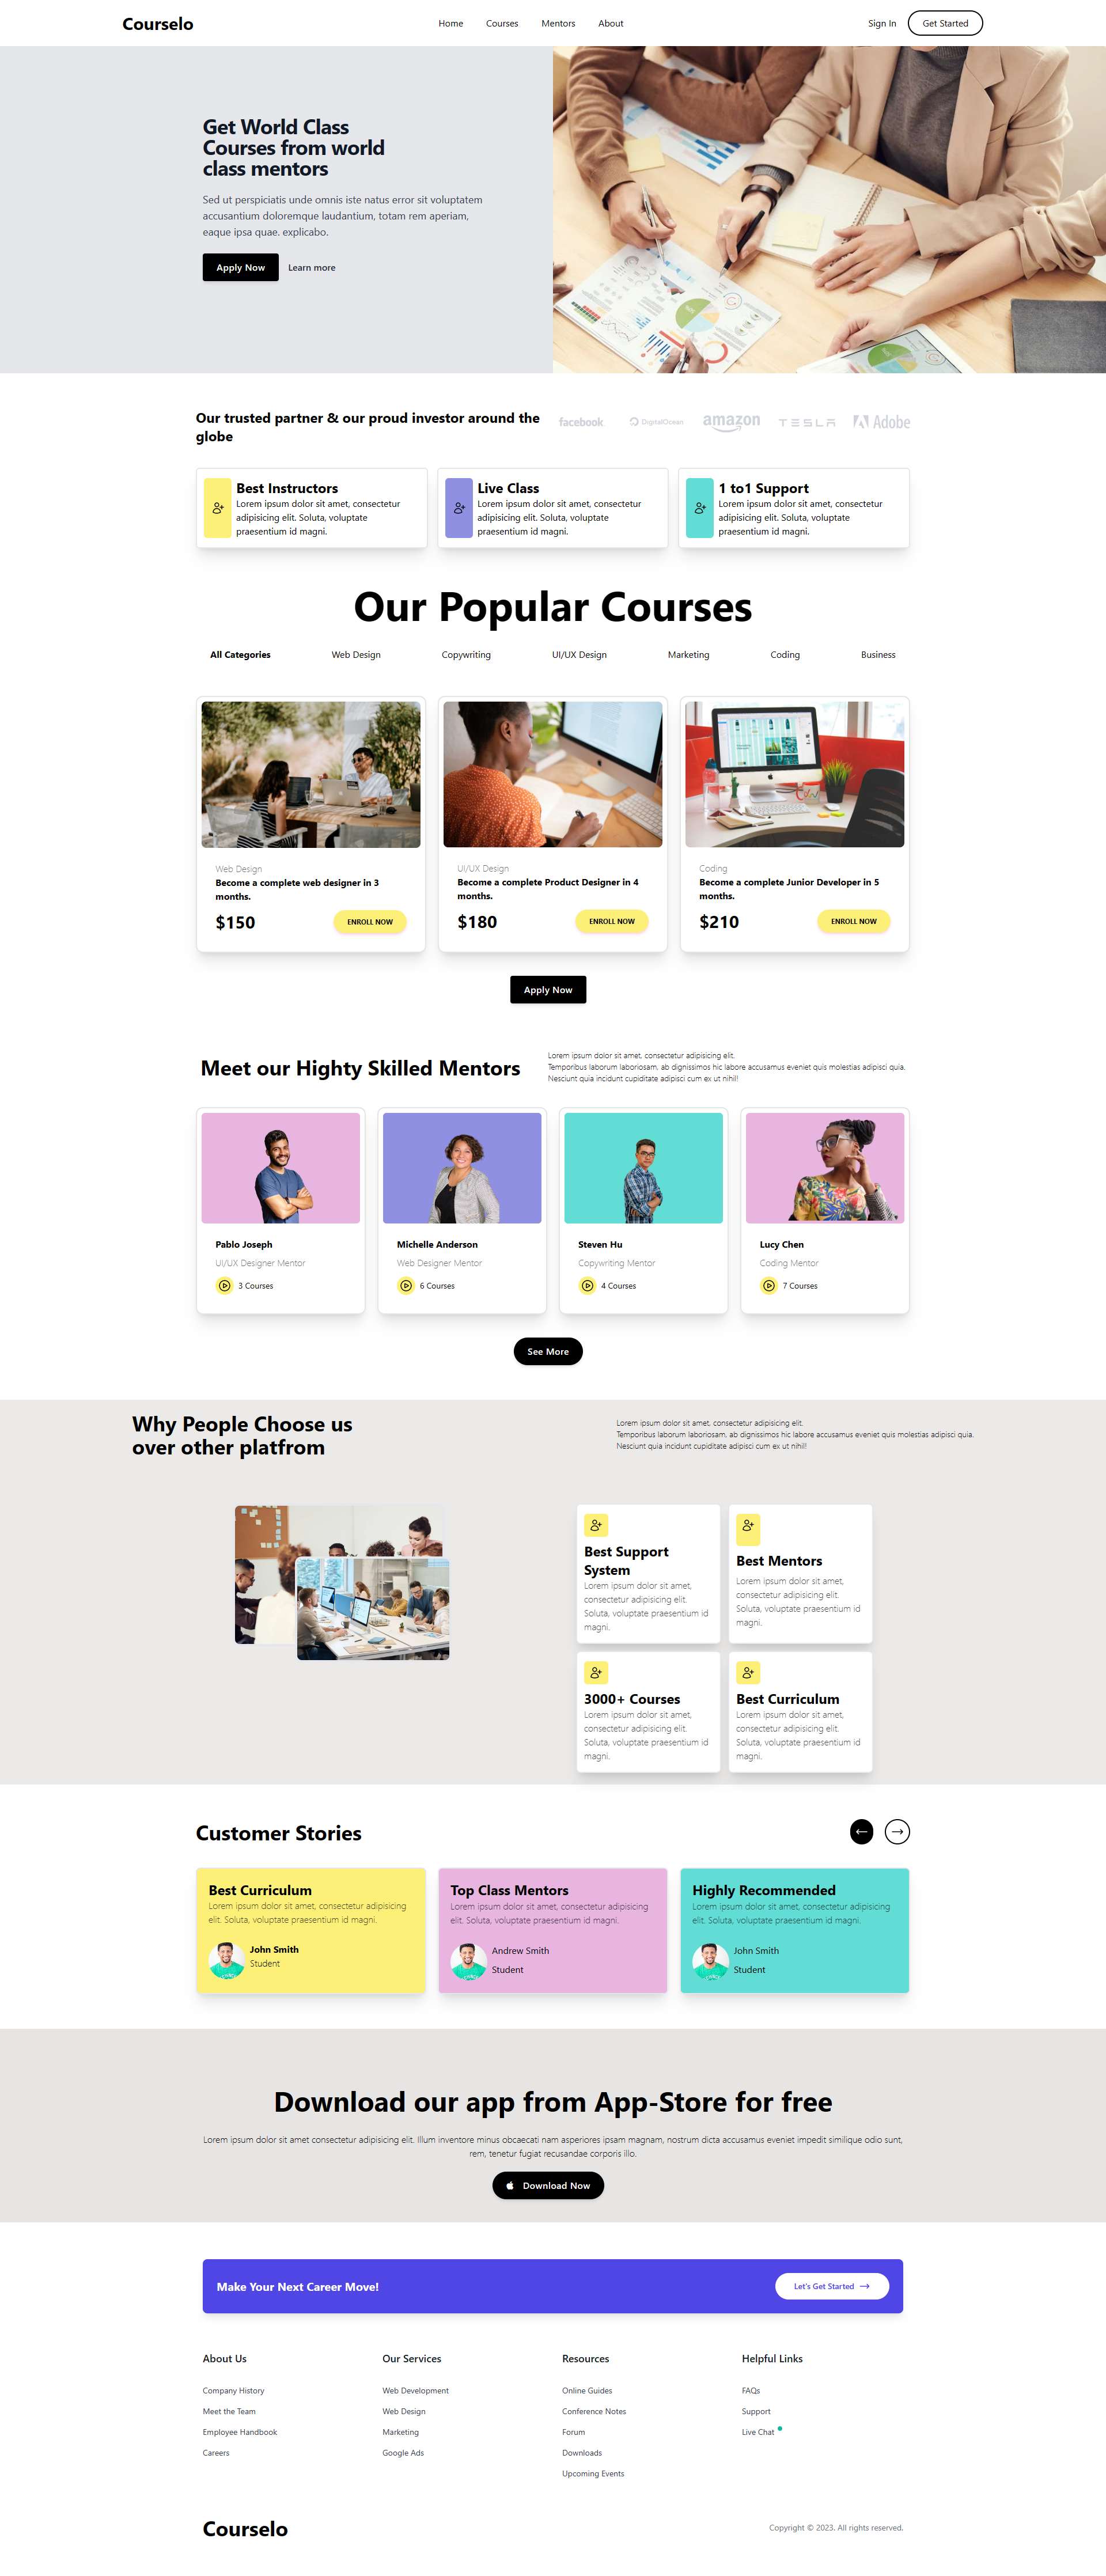 Courselo
Home
Courses
Mentors
About
Sign In
Get Started
Get World Class
Courses from world
class mentors
Sed ut perspiciatis unde omnis iste natus error sit voluptatem
accusantium doloremque laudantium, totam rem aperiam,
eaque ipsa quae. explicabo.
Apply Now
Learn more
Our trusted partner & our proud investor around the
globe
facebook
DigitalOcean
amazon
TESLA
Adobe
Best Instructors
Lorem ipsum dolor sit amet, consectetur
adipisicing elit. Soluta, voluptate
praesentium id magni.
Live Class
Lorem ipsum dolor sit amet, consectetur
adipisicing elit. Soluta, voluptate
praesentium id magni.
1 to1 Support
Lorem ipsum dolor sit amet, consectetur
adipisicing elit. Soluta, voluptate
praesentium id magni.
Our Popular Courses
All Categories
Web Design
Copywriting
UI/UX Design
Marketing
Coding
Business
Web Design
Become a complete web designer in 3
months.
$150
ENROLL NOW
UI/UX Design
Become a complete Product Designer in 4
months.
$180
ENROLL NOW
Coding
Become a complete Junior Developer in 5
months.
$210
ENROLL NOW
Apply Now
Meet our Highty Skilled Mentors
Lorem ipsum dolor sit amet, consectetur adipisicing elit.
Temporibus laborum laboriosam, ab dignissimos hic labore accusamus eveniet quis molestias adipisci quia.
Nesciunt quia incidunt cupiditate adipisci cum ex ut nihil!
Pablo Joseph
UI/UX Designer Mentor
3 Courses
Michelle Anderson
Web Designer Mentor
6 Courses
Steven Hu
Copywriting Mentor
4 Courses
Lucy Chen
Coding Mentor
7 Courses
See More
Why People Choose us
over other platfrom
Lorem ipsum dolor sit amet, consectetur adipisicing elit.
Temporibus laborum laboriosam, ab dignissimos hic labore accusamus eveniet quis molestias adipisci quia.
Nesciunt quia incidunt cupiditate adipisci cum ex ut nihil!
Best Support
System
Lorem ipsum dolor sit amet,
consectetur adipisicing elit.
Soluta, voluptate praesentium id
magni.
Best Mentors
Lorem ipsum dolor sit amet,
consectetur adipisicing elit.
Soluta, voluptate praesentium id
magni.
3000+ Courses
Lorem ipsum dolor sit amet,
consectetur adipisicing elit.
Soluta, voluptate praesentium id
magni.
Best Curriculum
Lorem ipsum dolor sit amet,
consectetur adipisicing elit.
Soluta, voluptate praesentium id
magni.
Customer Stories
Best Curriculum
Lorem ipsum dolor sit amet, consectetur adipisicing
elit. Soluta, voluptate praesentium id magni.
John Smith
Student
Top Class Mentors
Lorem ipsum dolor sit amet, consectetur adipisicing
elit. Soluta, voluptate praesentium id magni.
Andrew Smith
Student
Highly Recommended
Lorem ipsum dolor sit amet, consectetur adipisicing
elit. Soluta, voluptate praesentium id magni.
John Smith
Student
Download our app from App-Store for free
Lorem ipsum dolor sit amet consectetur adipisicing elit. Illum inventore minus obcaecati nam asperiores ipsam magnam, nostrum dicta accusamus eveniet impedit similique odio sunt,
rem, tenetur fugiat recusandae corporis illo.
Download Now
Make Your Next Career Move!
Let's Get Started
About Us
Company History
Meet the Team
Employee Handbook
Careers
Our Services
Web Development
Web Design
Marketing
Google Ads
Resources
Online Guides
Conference Notes
Forum
Downloads
Upcoming Events
Helpful Links
FAQs
Support
Live Chat
Courselo
Copyright © 2023. All rights reserved.